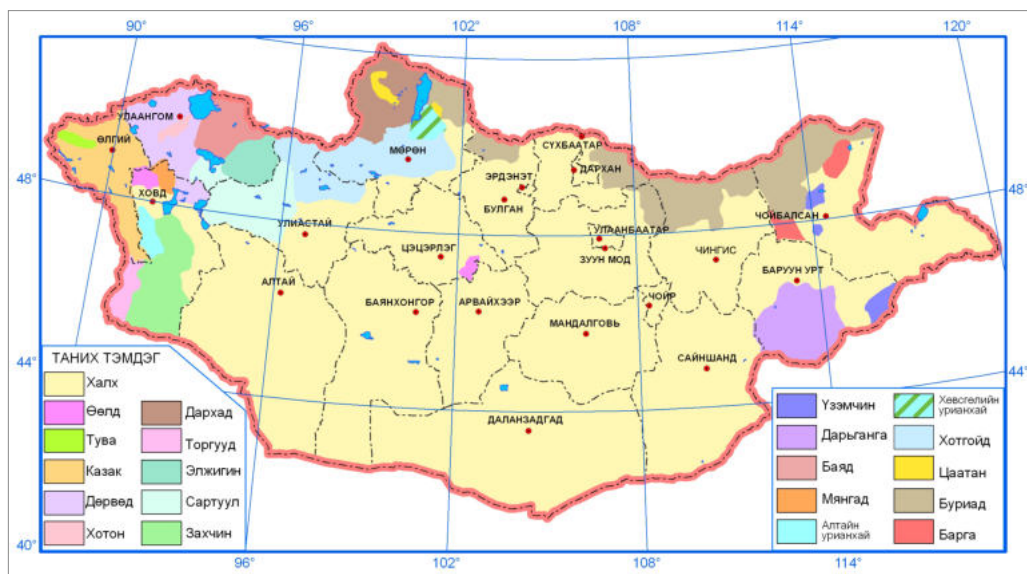 90°
96°
102°
108°
114°
120°
УЛААНГОМ
ӨЛГИЙ
48°
ХОВД
МӨРӨН
СҮХБААТАР
ДАРХАН
ЭРДЭНЭТ
БУЛГАН
48°
ЧОЙБАЛСАН
УЛИАСТАЙ
УЛААНБААТАР
ЗУУН МОД
ЧИНГИС
ЦЭЦЭРЛЭГ
БАРУУН УРТ
АЛТАЙ
БАЯНХОНГОР
АРВАЙХЭЭР
ЧОЙР
МАНДАЛГОВЬ
44°
САЙНШАНД
44°
ДАЛАНЗАДГАД
ТАНИХ ТЭМДЭГ
Халх
Өөлд
Тува
Казак
Дөрвөд
Хотон
Дархад
Торгууд
Элжигин
Сартуул
Захчин
Үзэмчин
Дарьганга
Баяд
Мянгад
Алтайн
урианхай
Хөвсгөлийн
урианхай
Хотгойд
Цаатан
Буриад
Барга
40°
40°
96°
102°
108°
114°